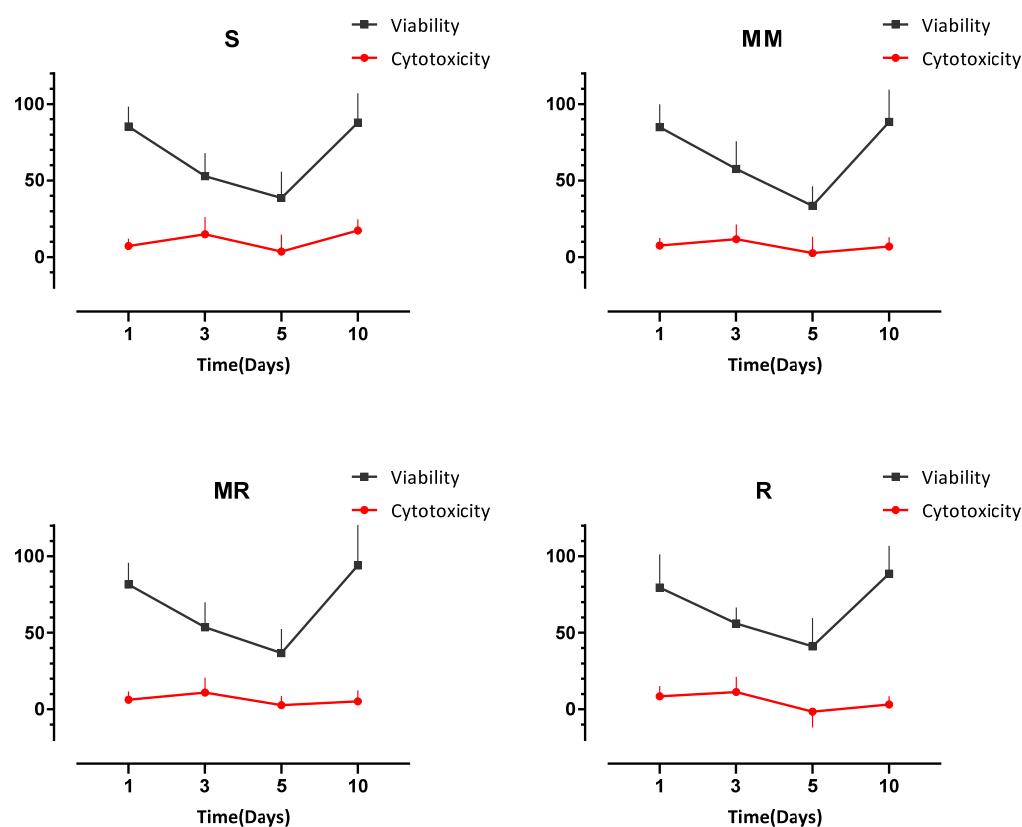 S
Viability
Cytotoxicity
100
50
0
1 3 5 10
Time(Days)
MM
Viability
Cytotoxicity
100
50
0
1 3 5 10
Time(Days)
MR
Viability
Cytotoxicity
100
50
0
1 3 5 10
Time(Days)
R
Viability
Cytotoxicity
100
50
0
1 3 5 10
Time(Days)